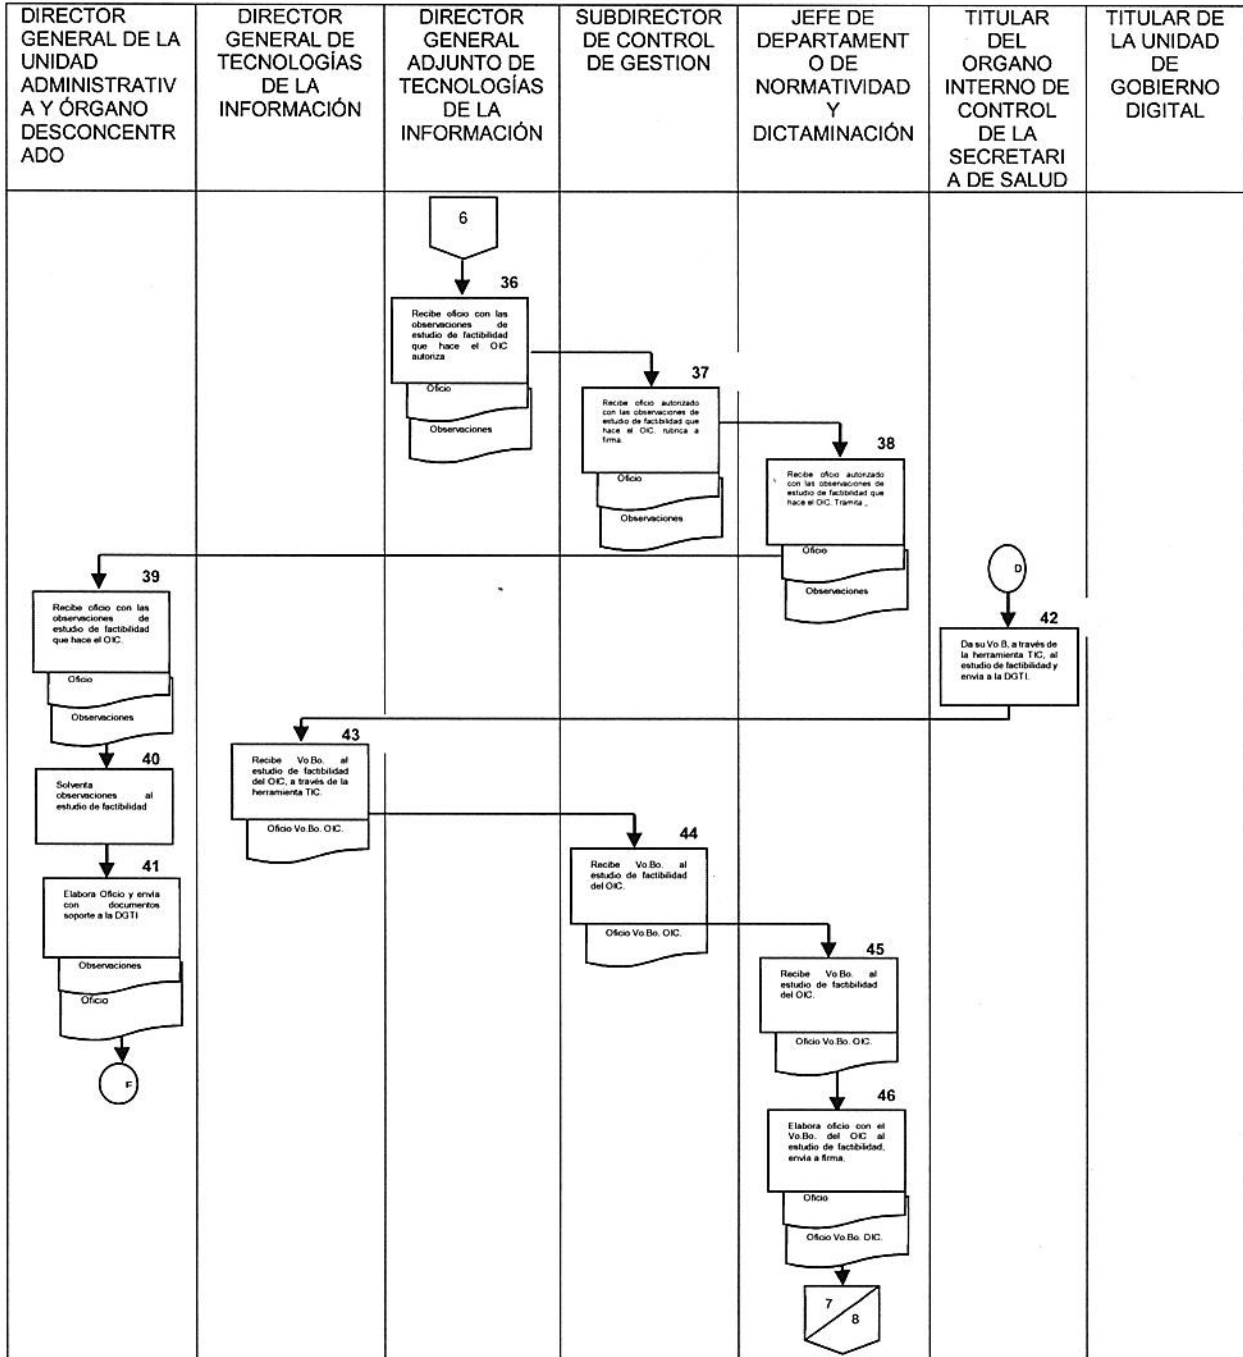 DIRECTOR
GENERAL DE LA
UNIDAD
ADMINISTRATIV
A Y ÓRGANO
DESCONCENTR
ADO
DIRECTOR
GENERAL DE
TECNOLOGÍAS
DE LA
INFORMACIÓN
DIRECTOR
GENERAL
ADJUNTO DE
TECNOLOGÍAS
DE LA
INFORMACIÓN
SUBDIRECTOR
DE CONTROL
DE GESTION
JEFE DE
DEPARTAMENT
O DE
NORMATIVIDAD
Y
DICTAMINACIÓN
TITULAR
DEL
ORGANO
INTERNO DE
CONTROL
DE LA
SECRETARI
A DE SALUD
TITULAR DE
LA UNIDAD
DE
GOBIERNO
DIGITAL
6
36
Recibe oficio con las
observaciones de
estudio de factibilidad
que hace el OIC
autoriza
Oficio
Observaciones
37
Recibe oficio autorizado
con las observaciones de
estudio de factibilidad que
hace el OIC. rubrica a
firma.
Oficio
Observaciones
38
Recibe oficio autorizado
con las observaciones de
estudio de factibilidad que
hace el OIC. Tramita
Oficio
Observaciones
39
Recibe oficio con las
observaciones de
estudio de factibilidad
que hace el OIC.
Oficio
Observaciones
40
Solventa
observaciones al
estudio de factibilidad
41
Elabora Oficio y envía
con documentos
soporte a la DGTI
Observaciones
Oficio
F
D
42
Da su Vo.B, a través de
la herramienta TIC, al
estudio de factibilidad y
envía a la DGTI.
43
Recibe Vo.Bo. al
estudio de factibilidad
del OIC, a través de la
herramienta TIC.
Oficio Vo.Bo. OIC.
44
Recibe Vo.Bo. al
estudio de factibilidad
del OIC.
Oficio Vo.Bo. OIC.
45
Recibe Vo.Bo. al
estudio de factibilidad
del OIC.
Oficio Vo.Bo. OIC.
46
Elabora oficio con el
Vo.Bo. del OIC al
estudio de factibilidad,
envía a firma.
Oficio
Oficio Vo.Bo. OIC.
7
8